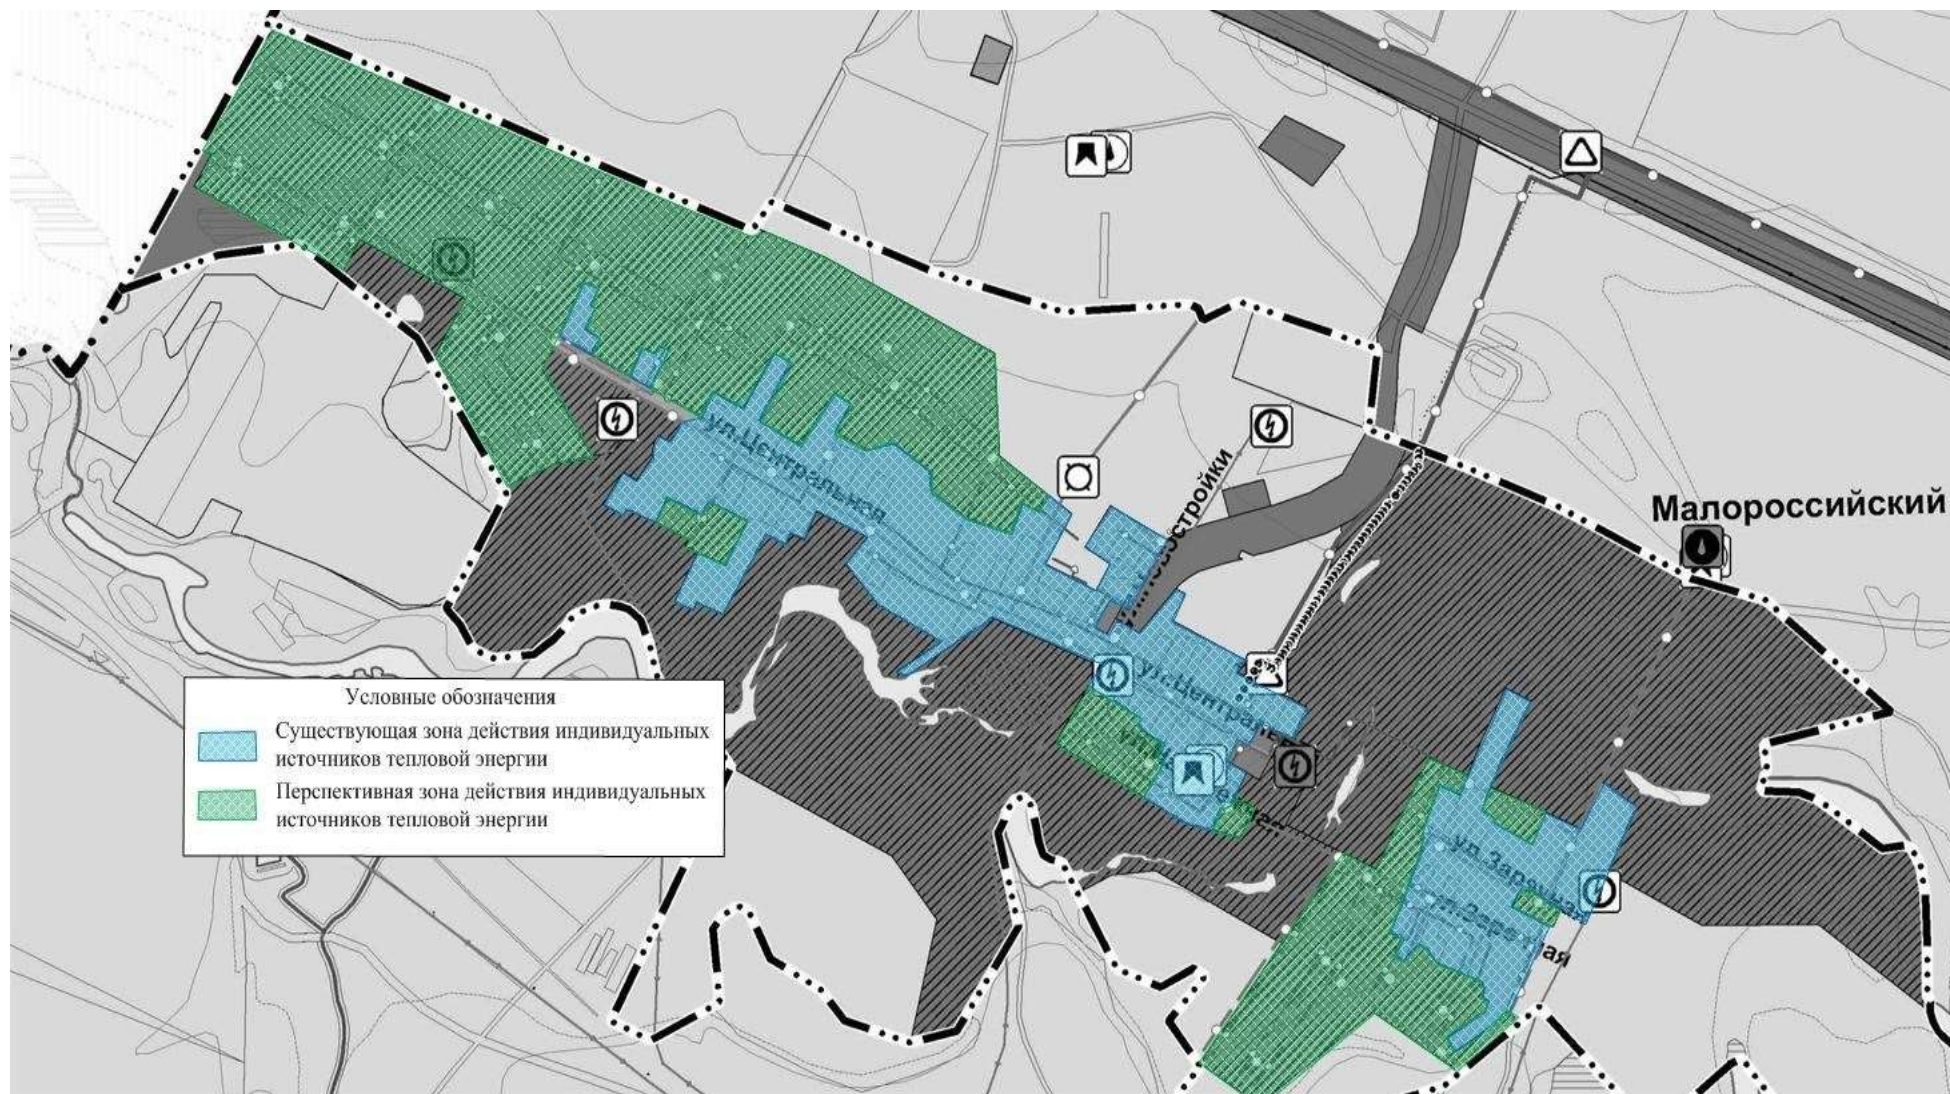 ул.Центральная
Малороссийский
ул.Центральная
Условные обозначения
Существующая зона действия индивидуальных
источников тепловой энергии
Перспективная зона действия индивидуальных
источников тепловой энергии
ул.Заречная
ул.Заречная